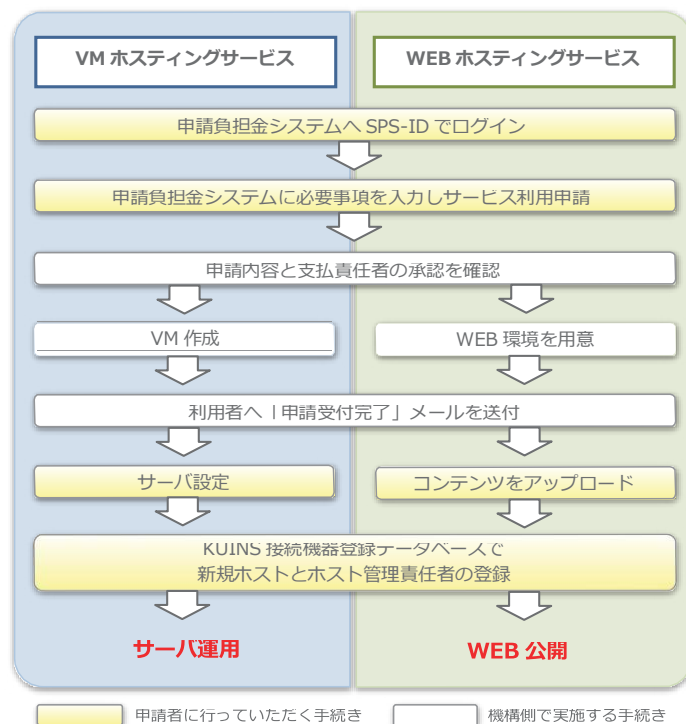 VM ホスティングサービス
WEB ホスティングサービス
申請負担金システムへ SPS-ID でログイン
申請負担金システムに必要事項を入力しサービス利用申請
申請内容と支払責任者の承認を確認
VM 作成
WEB 環境を用意
利用者へ「申請受付完了」メールを送付
サーバ設定
コンテンツをアップロード
KUINS 接続機器登録データベースで
新規ホストとホスト管理責任者の登録
サーバ運用
WEB 公開
申請者に行っていただく手続き
機構側で実施する手続き